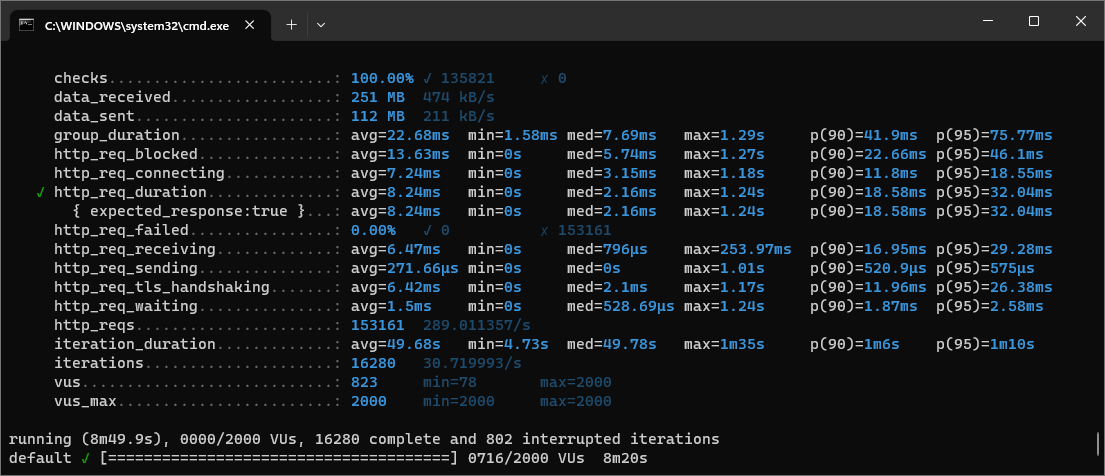 C:\WINDOWS\system32\cmd.exe
checks.........................: 100.00% ✓ 135821 ✗ 0
data_received..................: 251 MB 474 kB/s
data_sent......................: 112 MB 211 kB/s
group_duration.................: avg=22.68ms min=1.58ms med=7.69ms max=1.29s p(90)=41.9ms p(95)=75.77ms
http_req_blocked...............: avg=13.63ms min=0s med=5.74ms max=1.27s p(90)=22.66ms p(95)=46.1ms
http_req_connecting............: avg=7.24ms min=0s med=3.15ms max=1.18s p(90)=11.8ms p(95)=18.55ms
✓ http_req_duration..............: avg=8.24ms min=0s med=2.16ms max=1.24s p(90)=18.58ms p(95)=32.04ms
{ expected_response:true }...: avg=8.24ms min=0s med=2.16ms max=1.24s p(90)=18.58ms p(95)=32.04ms
http_req_failed................: 0.00% ✓ 0 ✗ 153161
http_req_receiving.............: avg=6.47ms min=0s med=796µs max=253.97ms p(90)=16.95ms p(95)=29.28ms
http_req_sending...............: avg=271.66µs min=0s med=0s max=1.01s p(90)=520.9µs p(95)=575µs
http_req_tls_handshaking.......: avg=6.42ms min=0s med=2.1ms max=1.17s p(90)=11.96ms p(95)=26.38ms
http_req_waiting...............: avg=1.5ms min=0s med=528.69µs max=1.24s p(90)=1.87ms p(95)=2.58ms
http_reqs......................: 153161 289.011357/s
iteration_duration.............: avg=49.68s min=4.73s med=49.78s max=1m35s p(90)=1m6s p(95)=1m10s
iterations.....................: 16280 30.719993/s
vus............................: 823 min=78 max=2000
vus_max........................: 2000 min=2000 max=2000
running (8m49.9s), 0000/2000 VUs, 16280 complete and 802 interrupted iterations
default ✓ [======================================] 0716/2000 VUs 8m20s